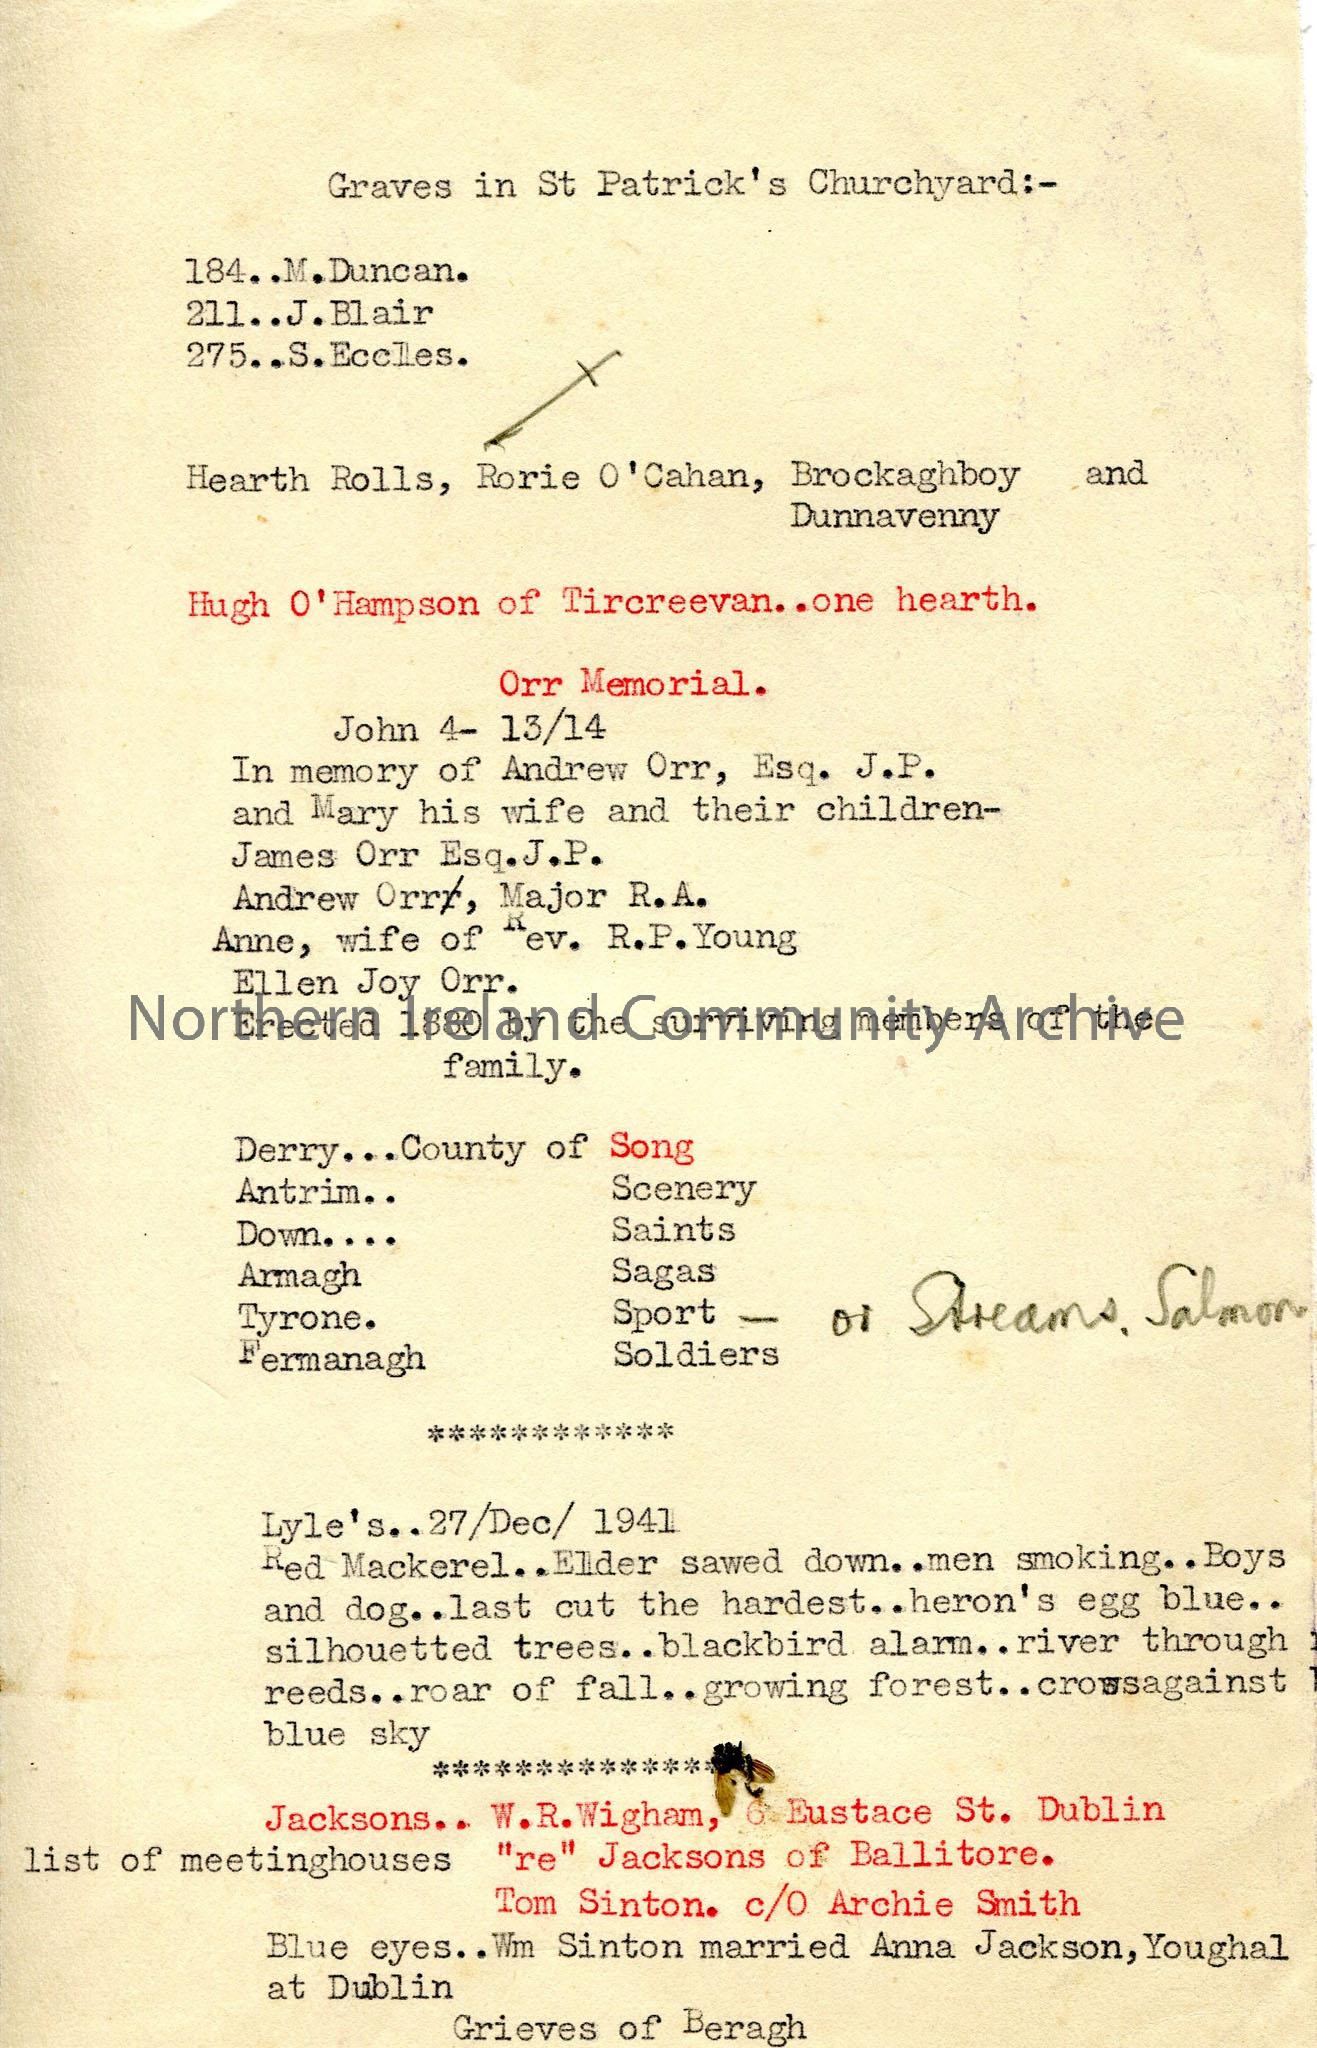 Graves in St Patrick's Churchyard:-
184..M.Duncan.
211..J.Blair
275..S.Eccles.
Hearth Rolls, Rorie O'Cahan, Brockaghboy and
Dunnavenny
Hugh O'Hampson of Tircreevan..one hearth.
Orr Memorial.
John 4- 13/14
In memory of Andrew Orr, Esq. J.P.
and Mary his wife and their children-
James Orr Esq.J.P.
Andrew Orr, Major R.A.
Anne, wife of Rev. R.P.Young
Ellen Joy Orr.
Erected 1880 by the surviving members of the
Northern Ireland Community Archive
family.
Derry...County of Song
Antrim.. Scenery
Down.... Saints
Armagh Sagas
Tyrone. Sport — or Streams, Salmon
Fermanagh Soldiers
************
Lyle's..27/Dec/ 1941
Red Mackerel..Elder sawed down..men smoking..Boys
and dog..last cut the hardest..heron's egg blue..
silhouetted trees..blackbird alarm..river through
reeds..roar of fall..growing forest..crowsagainst
blue sky
**************
Jacksons.. W.R.Wigham, 6 Eustace St. Dublin
list of meetinghouses "re" Jacksons of Ballitore.
Tom Sinton. c/O Archie Smith
Blue eyes..Wm Sinton married Anna Jackson,Youghal
at Dublin
Grieves of Beragh